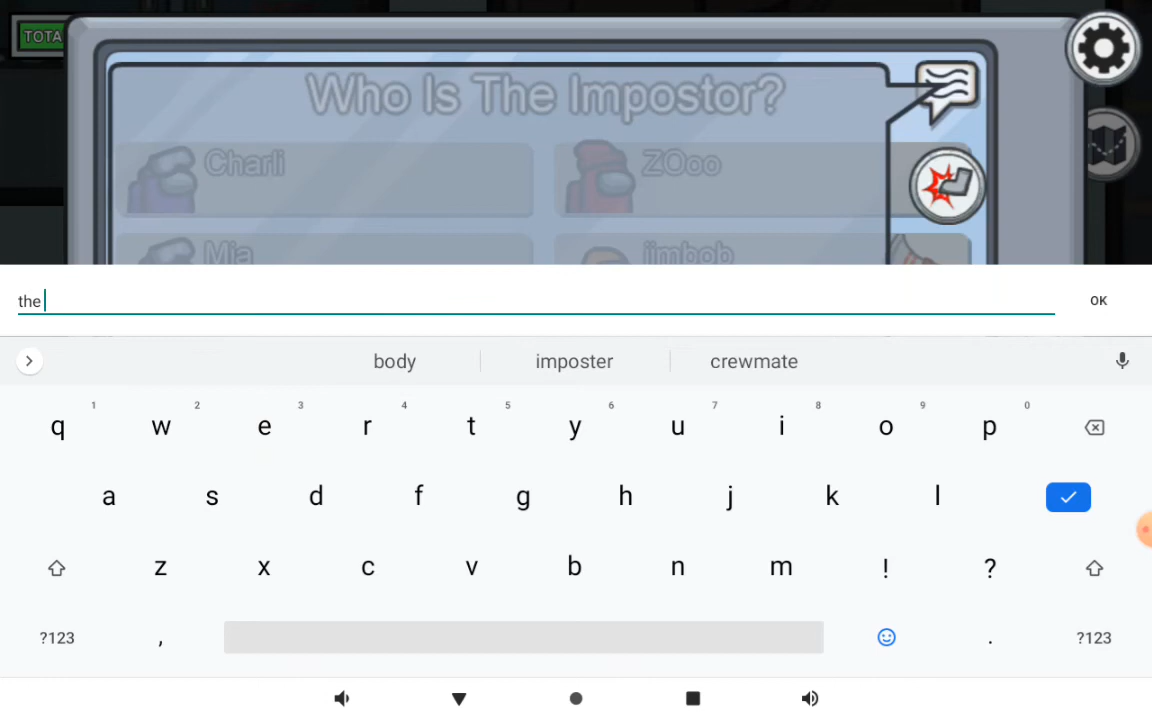 TOTA
Who Is The Impostor?
Charli
ZOoo
Mia
jimbob
the
OK
body imposter crewmate
1 2 3 4 5 6 7 8 9 0
q w e r t y u i o p
a s d f g h j k l
z x c v b n m ! ?
?123 , . ?123